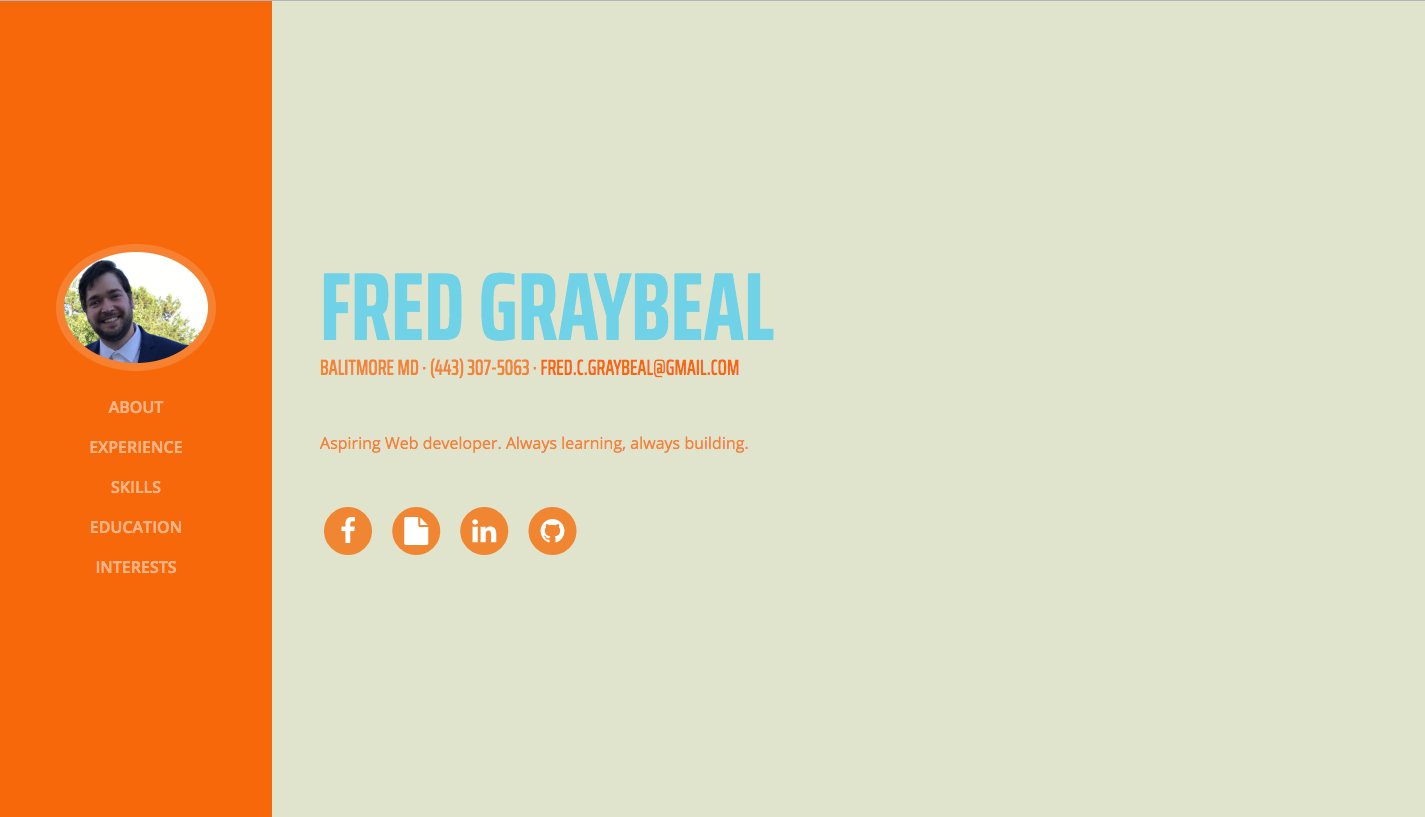 ABOUT
EXPERIENCE
SKILLS
EDUCATION
INTERESTS
FRED GRAYBEAL
BALITMORE MD · (443) 307-5063 · FRED.C.GRAYBEAL@GMAIL.COM
Aspiring Web developer. Always learning, always building.
f
in